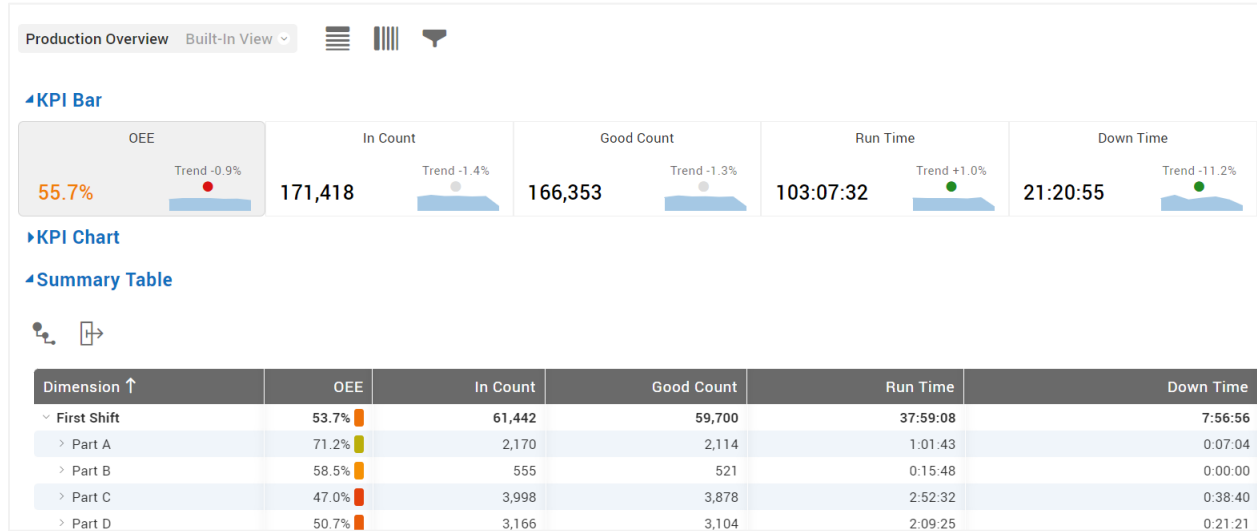 Production Overview Built-In View
KPI Bar
OEE In Count Good Count Run Time Down Time
Trend -0.9% Trend -1.4% Trend -1.3% Trend +1.0% Trend -11.2%
55.7% 171,418 166,353 103:07:32 21:20:55
KPI Chart
Summary Table
Dimension ↑ OEE In Count Good Count Run Time Down Time
First Shift 53.7% 61,442 59,700 37:59:08 7:56:56
Part A 71.2% 2,170 2,114 1:01:43 0:07:04
Part B 58.5% 555 521 0:15:48 0:00:00
Part C 47.0% 3,998 3,878 2:52:32 0:38:40
Part D 50.7% 3,166 3,104 2:09:25 0:21:21